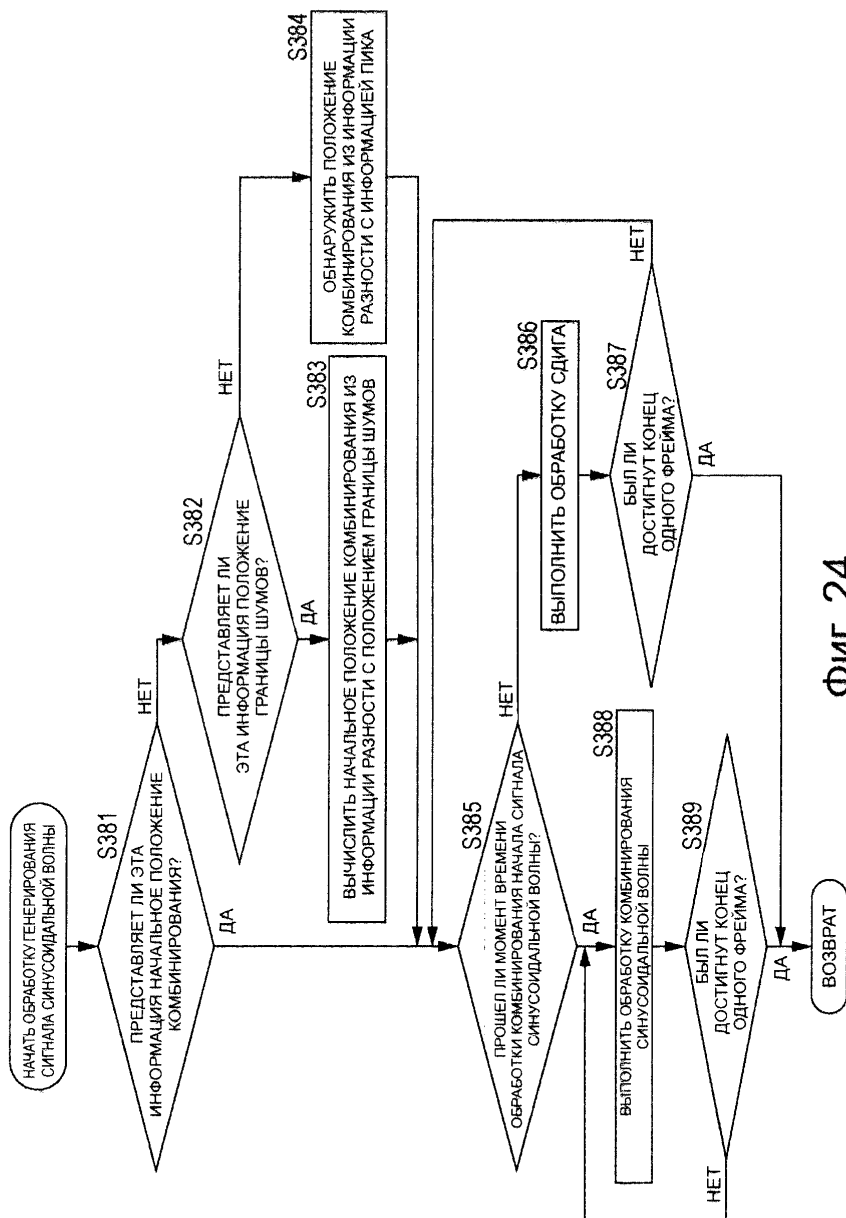 НАЧАТЬ ОБРАБОТКУ ГЕНЕРИРОВАНИЯ
СИГНАЛА СИНУСОИДАЛЬНОЙ ВОЛНЫ
S381
ПРЕДСТАВЛЯЕТ ЛИ ЭТА
ИНФОРМАЦИЯ НАЧАЛЬНОЕ ПОЛОЖЕНИЕ
КОМБИНИРОВАНИЯ?
НЕТ
ДА
S382
ПРЕДСТАВЛЯЕТ ЛИ
ЭТА ИНФОРМАЦИЯ ПОЛОЖЕНИЕ
ГРАНИЦЫ ШУМОВ?
НЕТ
ДА
S383
ВЫЧИСЛИТЬ НАЧАЛЬНОЕ ПОЛОЖЕНИЕ КОМБИНИРОВАНИЯ ИЗ
ИНФОРМАЦИИ РАЗНОСТИ С ПОЛОЖЕНИЕМ ГРАНИЦЫ ШУМОВ
S384
ОБНАРУЖИТЬ ПОЛОЖЕНИЕ
КОМБИНИРОВАНИЯ ИЗ ИНФОРМАЦИИ
РАЗНОСТИ С ИНФОРМАЦИЕЙ ПИКА
S385
ПРОШЕЛ ЛИ МОМЕНТ ВРЕМЕНИ
ОБРАБОТКИ КОМБИНИРОВАНИЯ НАЧАЛА СИГНАЛА
СИНУСОИДАЛЬНОЙ ВОЛНЫ?
НЕТ
ДА
S386
ВЫПОЛНИТЬ ОБРАБОТКУ СДИГА
S387
БЫЛ ЛИ
ДОСТИГНУТ КОНЕЦ
ОДНОГО ФРЕЙМА?
НЕТ
ДА
S388
ВЫПОЛНИТЬ ОБРАБОТКУ КОМБИНИРОВАНИЯ
СИНУСОИДАЛЬНОЙ ВОЛНЫ
S389
БЫЛ ЛИ
ДОСТИГНУТ КОНЕЦ
ОДНОГО ФРЕЙМА?
НЕТ
ДА
ВОЗВРАТ
Фиг. 24